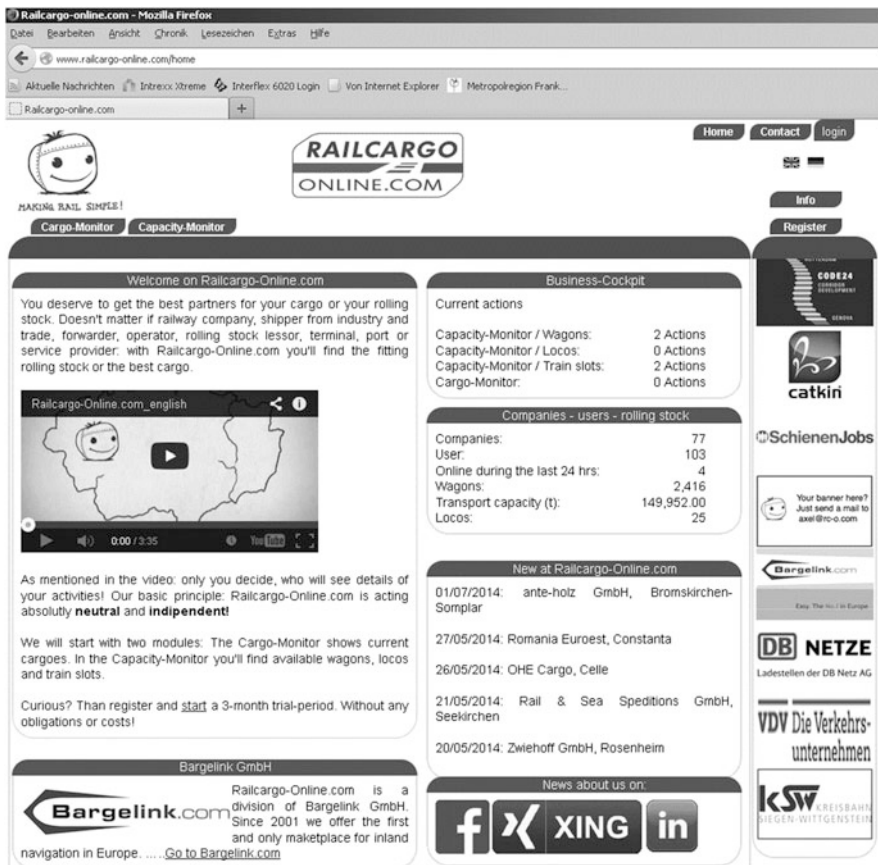 Railcargo-online.com - Mozilla Firefox
Datei Bearbeiten Ansicht Chronik Lesezeichen Extras Hilfe
www.railcargo-online.com/home
Aktuelle Nachrichten Intrexx Xtreme Interflex 6020 Login Von Internet Explorer Metropolregion Frank...
Railcargo-online.com +
Home Contact login
RAILCARGO
ONLINE.COM
MAKING RAIL SIMPLE!
Info
Cargo-Monitor Capacity-Monitor
Register
Welcome on Railcargo-Online.com
You deserve to get the best partners for your cargo or your rolling
stock. Doesn't matter if railway company, shipper from industry and
trade, forwarder, operator, rolling stock lessor, terminal, port or
service provider: with Railcargo-Online.com you'll find the fitting
rolling stock or the best cargo.
Railcargo-Online.com_english
0:00 / 3:35 YouTube
As mentioned in the video: only you decide, who will see details of
your activities! Our basic principle: Railcargo-Online.com is acting
absolutly neutral and indipendent!
We will start with two modules: The Cargo-Monitor shows current
cargoes. In the Capacity-Monitor you'll find available wagons, locos
and train slots.
Curious? Than register and start a 3-month trial-period. Without any
obligations or costs!
Bargelink GmbH
Bargelink.com
Railcargo-Online.com is a
division of Bargelink GmbH.
Since 2001 we offer the first
and only maketplace for inland
navigation in Europe. .....Go to Bargelink.com
Business-Cockpit
Current actions
Capacity-Monitor / Wagons: 2 Actions
Capacity-Monitor / Locos: 0 Actions
Capacity-Monitor / Train slots: 2 Actions
Cargo-Monitor: 0 Actions
Companies - users - rolling stock
Companies: 77
User: 103
Online during the last 24 hrs: 4
Wagons: 2,416
Transport capacity (t): 149,952.00
Locos: 25
New at Railcargo-Online.com
01/07/2014: ante-holz GmbH, Bromskirchen-
Somplar
27/05/2014: Romania Euroest, Constanta
26/05/2014: OHE Cargo, Celle
21/05/2014: Rail & Sea Speditions GmbH,
Seekirchen
20/05/2014: Zwiehoff GmbH, Rosenheim
News about us on:
f XING in
CODE24
CORRIDOR
DEVELOPMENT
GENOVA
catkin
SchienenJobs
Your banner here?
Just send a mail to
axel@rc-o.com
Bargelink.com
Easy. The no.1 in Europe
DB NETZE
Ladestellen der DB Netz AG
VDV Die Verkehrs-
unternehmen
KSW KREISBAHN
SIEGEN-WITTGENSTEIN